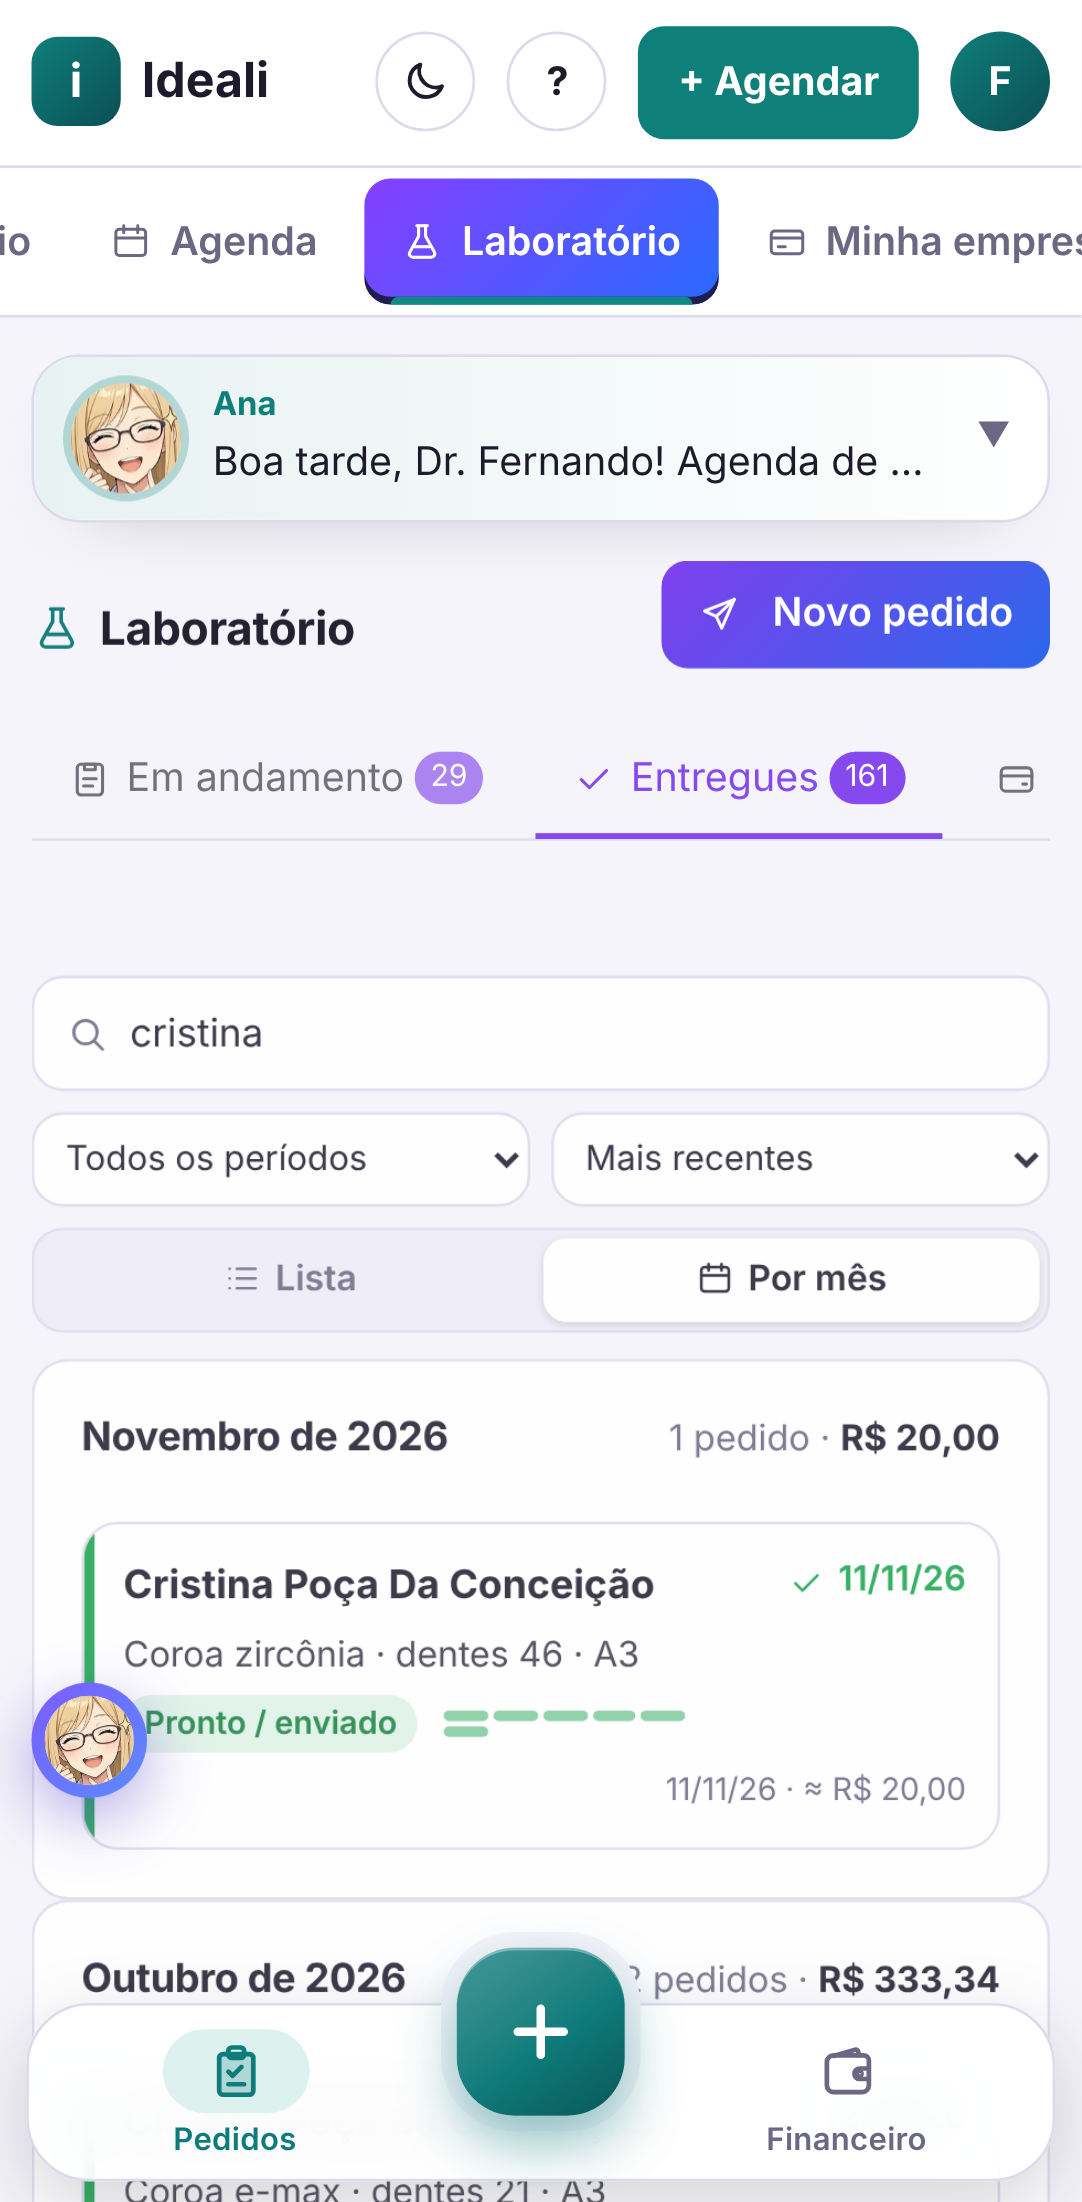 i Ideali ? + Agendar F
io Agenda Laboratório Minha empres
Ana
Boa tarde, Dr. Fernando! Agenda de ...
Laboratório Novo pedido
Em andamento 29 Entregues 161
cristina
Todos os períodos Mais recentes
Lista Por mês
Novembro de 2026 1 pedido · R$ 20,00
Cristina Poça Da Conceição 11/11/26
Coroa zircônia · dentes 46 · A3
Pronto / enviado
11/11/26 · ≈ R$ 20,00
Outubro de 2026 2 pedidos · R$ 333,34
Pedidos + Financeiro
Coroa e-max · dentes 21 · A3